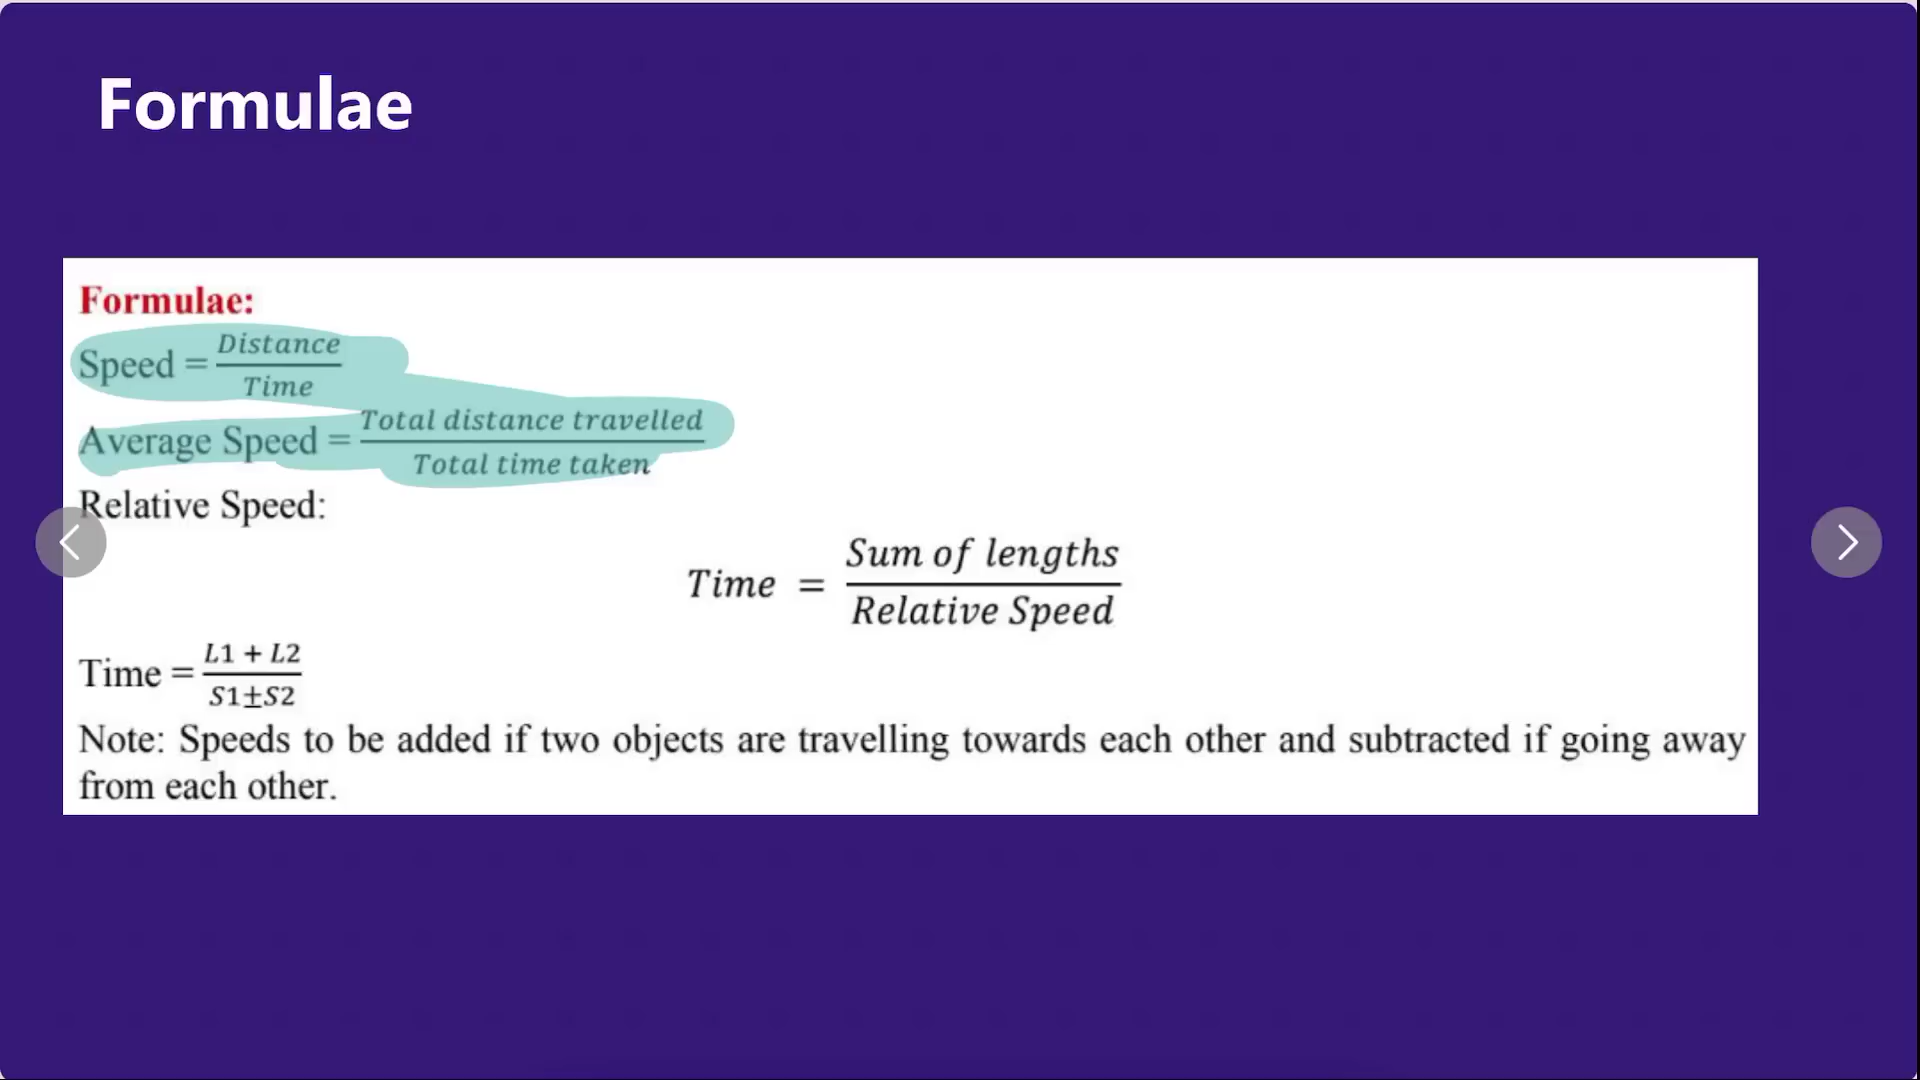 Formulae
Formulae:
Speed = Distance / Time
Average Speed = Total distance travelled / Total time taken
Relative Speed:
Time = Sum of lengths / Relative Speed
Time = L1 + L2 / S1±S2
Note: Speeds to be added if two objects are travelling towards each other and subtracted if going away
from each other.